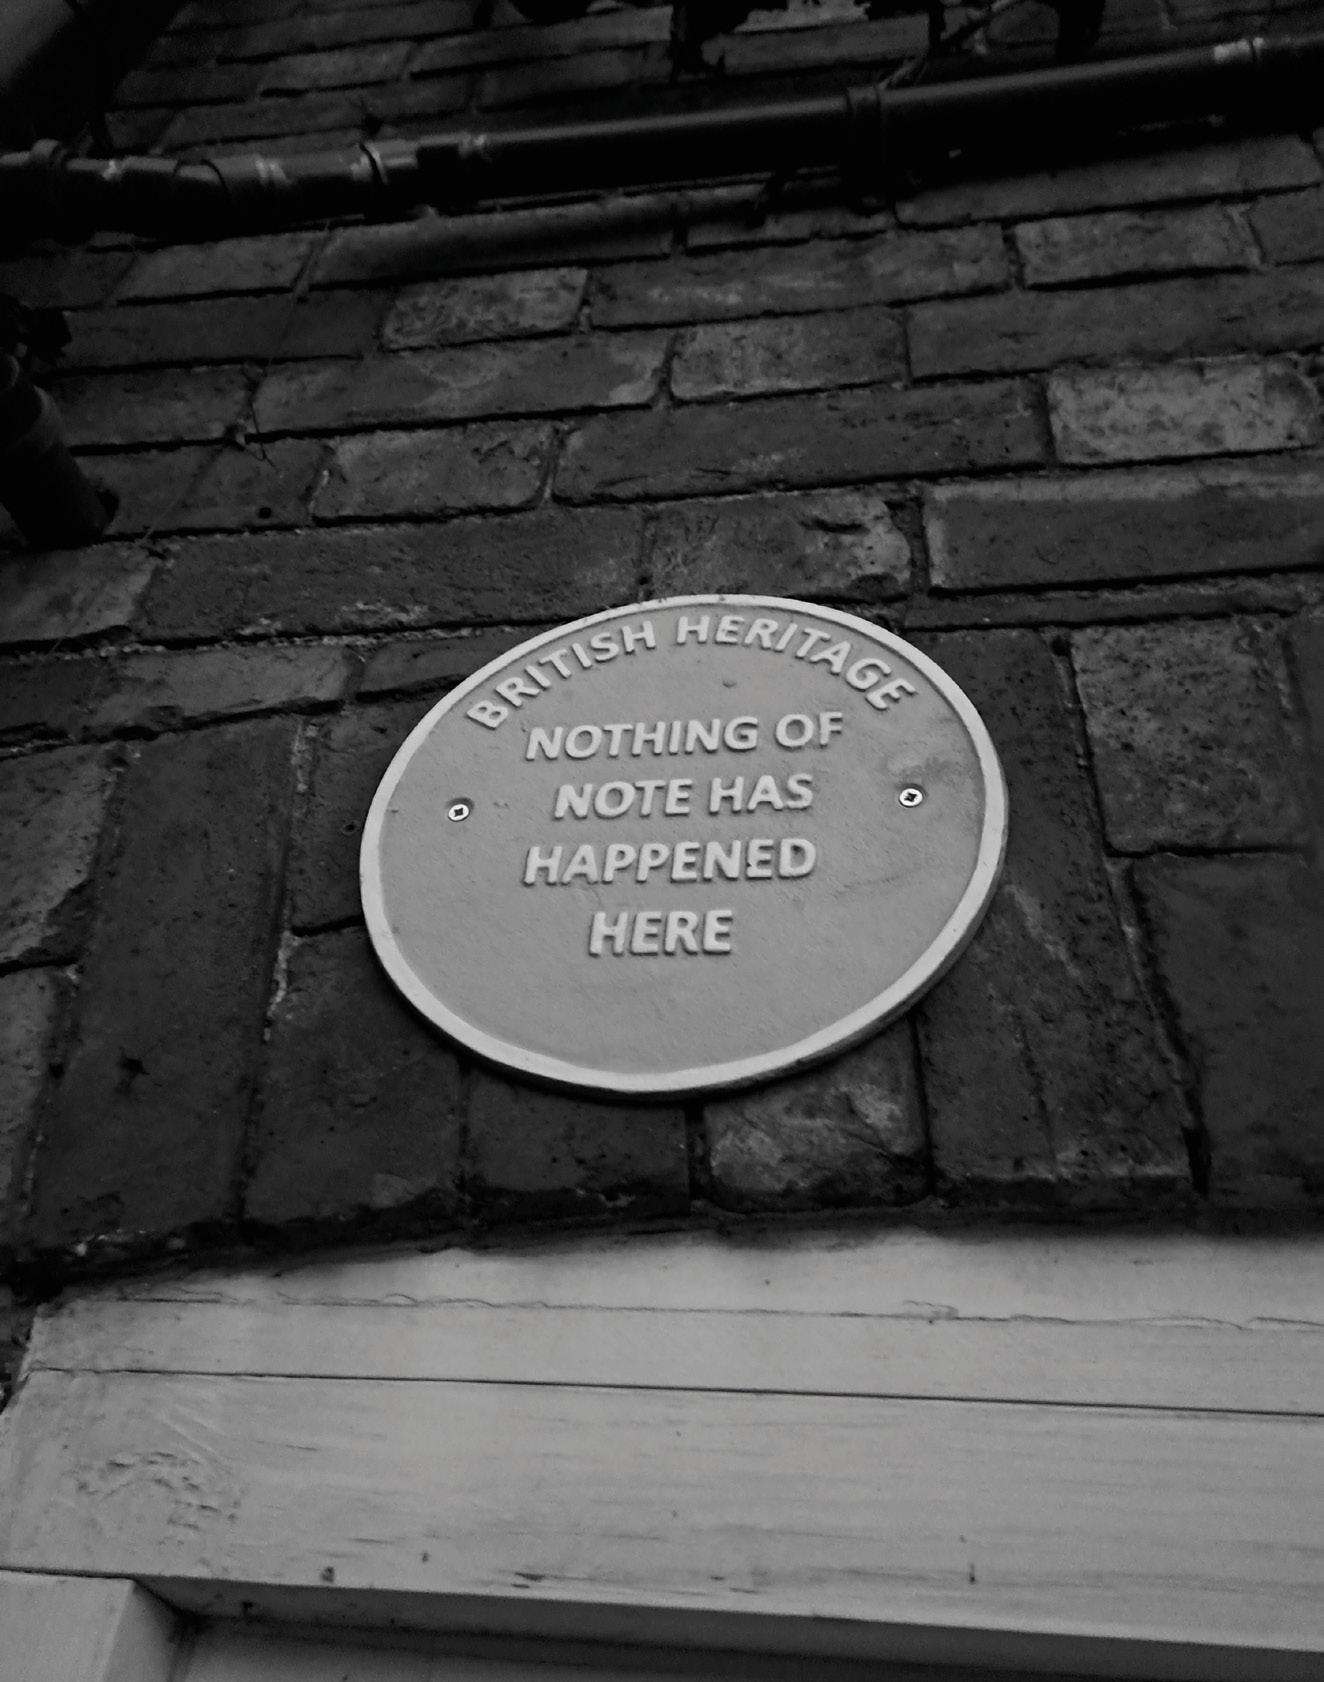 BRITISH HERITAGE
NOTHING OF
NOTE HAS
HAPPENED
HERE